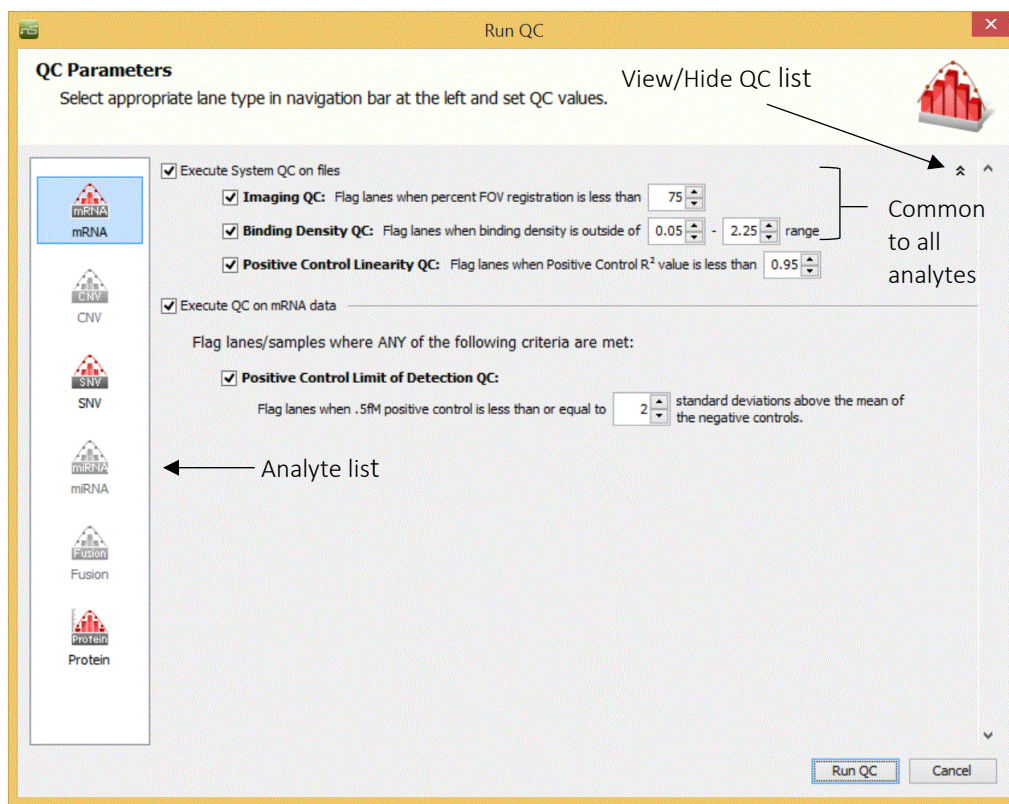 nS
Run QC
QC Parameters
Select appropriate lane type in navigation bar at the left and set QC values.
View/Hide QC list
mRNA
mRNA
CNV
CNV
SNV
SNV
miRNA
miRNA
Fusion
Fusion
Protein
Protein
Execute System QC on files
Imaging QC: Flag lanes when percent FOV registration is less than 75
Binding Density QC: Flag lanes when binding density is outside of 0.05 - 2.25 range
Positive Control Linearity QC: Flag lanes when Positive Control R² value is less than 0.95
Common
to all
analytes
Execute QC on mRNA data
Flag lanes/samples where ANY of the following criteria are met:
Positive Control Limit of Detection QC:
Flag lanes when .5fM positive control is less than or equal to 2 standard deviations above the mean of
the negative controls.
Analyte list
Run QC
Cancel